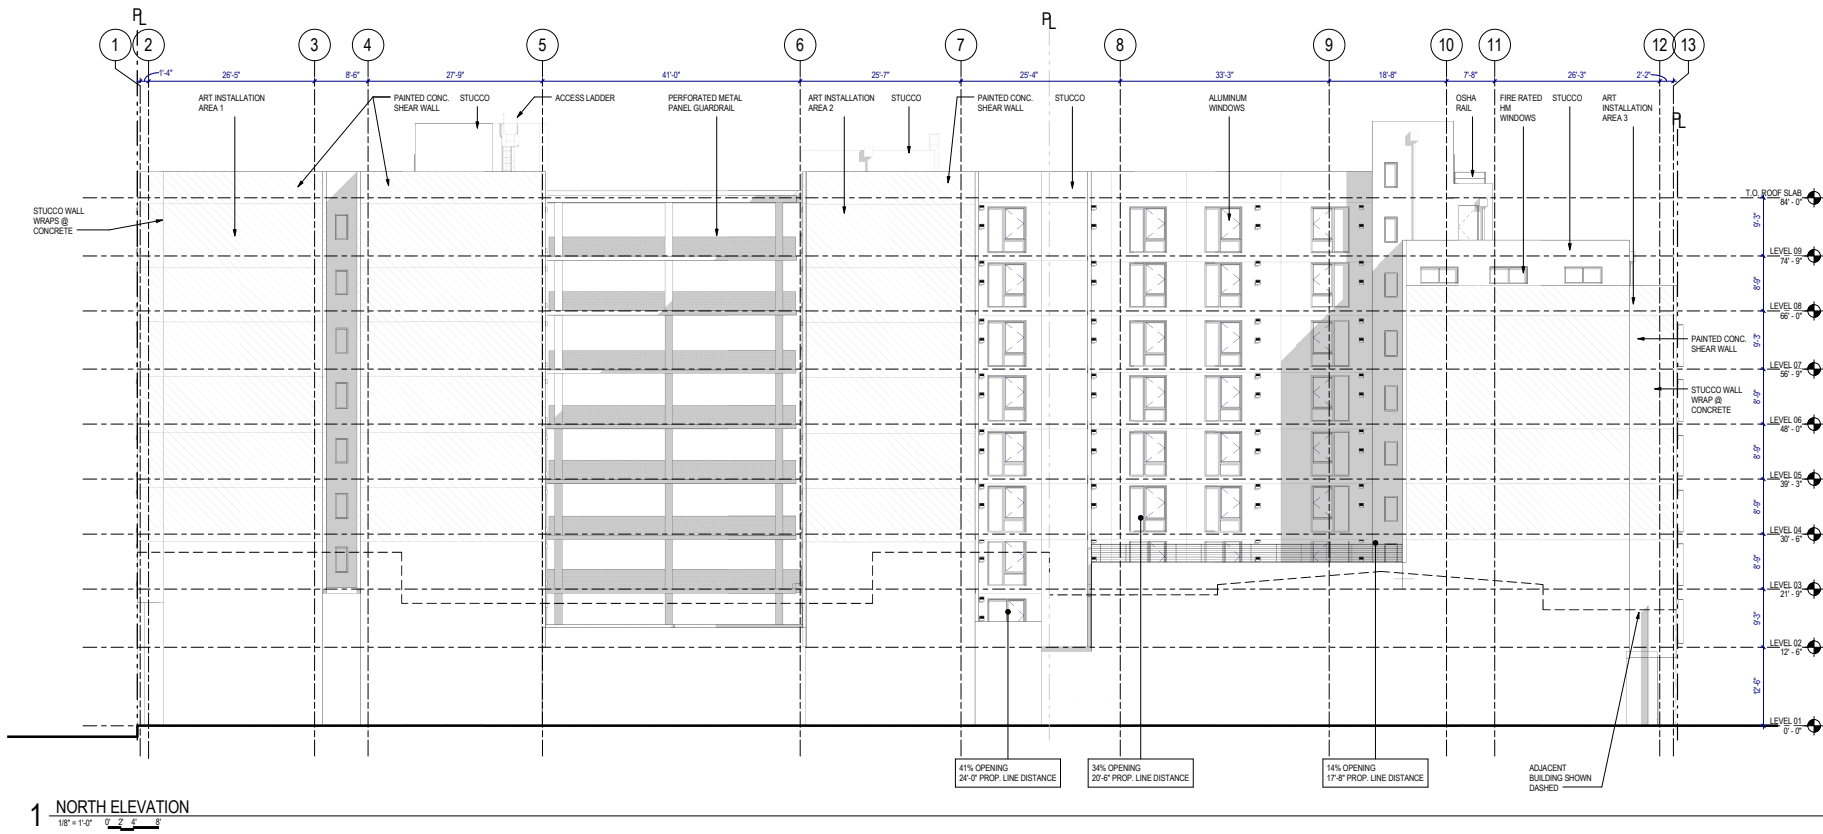 PL
PL
1
2
3
4
5
6
7
8
9
10
11
12
13
1'-4"
26'-5"
8'-6"
27'-9"
41'-0"
25'-7"
25'-4"
33'-3"
18'-8"
7'-8"
26'-3"
2'-2"
ART INSTALLATION
AREA 1
PAINTED CONC.
SHEAR WALL
STUCCO
ACCESS LADDER
PERFORATED METAL
PANEL GUARDRAIL
ART INSTALLATION
AREA 2
STUCCO
PAINTED CONC.
SHEAR WALL
STUCCO
ALUMINUM
WINDOWS
OSHA
RAIL
FIRE RATED
HM
WINDOWS
STUCCO
ART
INSTALLATION
AREA 3
PL
STUCCO WALL
WRAPS @
CONCRETE
T.O. ROOF SLAB
84' - 0"
9'-3"
LEVEL 09
74' - 9"
8'-9"
LEVEL 08
66' - 0"
9'-3"
PAINTED CONC.
SHEAR WALL
LEVEL 07
56' - 9"
8'-9"
STUCCO WALL
WRAP @
CONCRETE
LEVEL 06
48' - 0"
8'-9"
LEVEL 05
39' - 3"
8'-9"
LEVEL 04
30' - 6"
8'-9"
LEVEL 03
21' - 9"
9'-3"
LEVEL 02
12' - 6"
12'-6"
LEVEL 01
0' - 0"
41% OPENING
24'-0" PROP. LINE DISTANCE
34% OPENING
20'-6" PROP. LINE DISTANCE
14% OPENING
17'-8" PROP. LINE DISTANCE
ADJACENT
BUILDING SHOWN
DASHED
1 NORTH ELEVATION
1/8" = 1'-0" 0' 2' 4' 8'